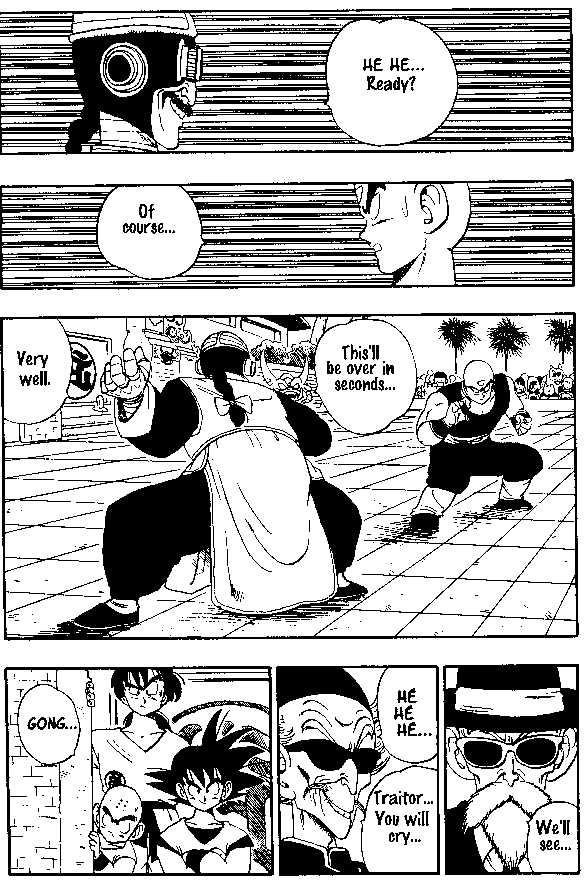 HE HE...
Ready?
Of
course...
Very
well.
This'll
be over in
seconds...
GONG...
HE
HE
HE...
Traitor...
You will
cry...
We'll
see...